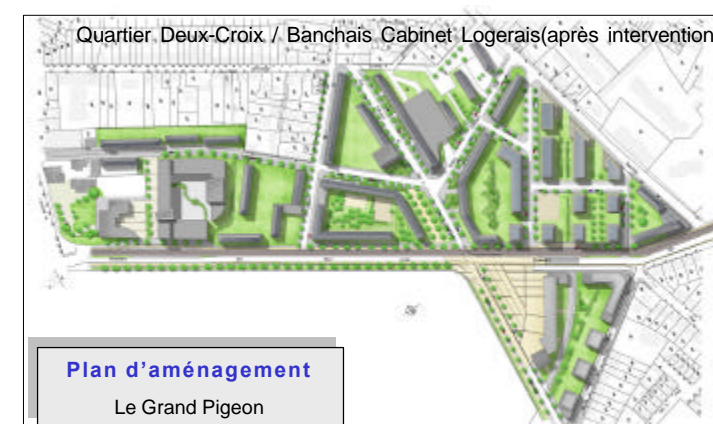 Quartier Deux-Croix / Banchais Cabinet Logerais(après intervention
Plan d’aménagement
Le Grand Pigeon